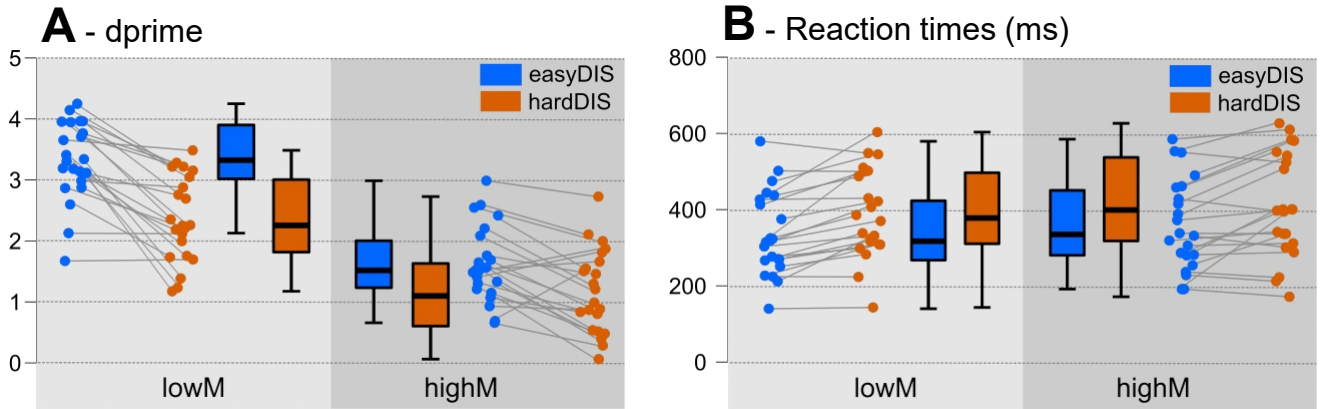 A - dprime
5
4
3
2
1
0
easyDIS
hardDIS
lowM
highM
B - Reaction times (ms)
800
600
400
200
0
easyDIS
hardDIS
lowM
highM